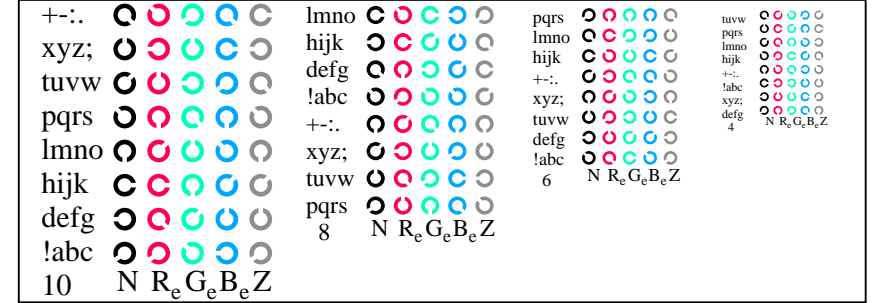 +-:.
xyz;
tuvw
pqrs
lmno
hijk
defg
!abc
10 N ReGeBeZ
lmno
hijk
defg
!abc
+-:.
xyz;
tuvw
pqrs
8 N ReGeBeZ
pqrs
lmno
hijk
+-:.
xyz;
tuvw
defg
!abc
6 N ReGeBeZ
tuvw
pqrs
lmno
hijk
+-:.
!abc
xyz;
defg
4 N ReGeBeZ